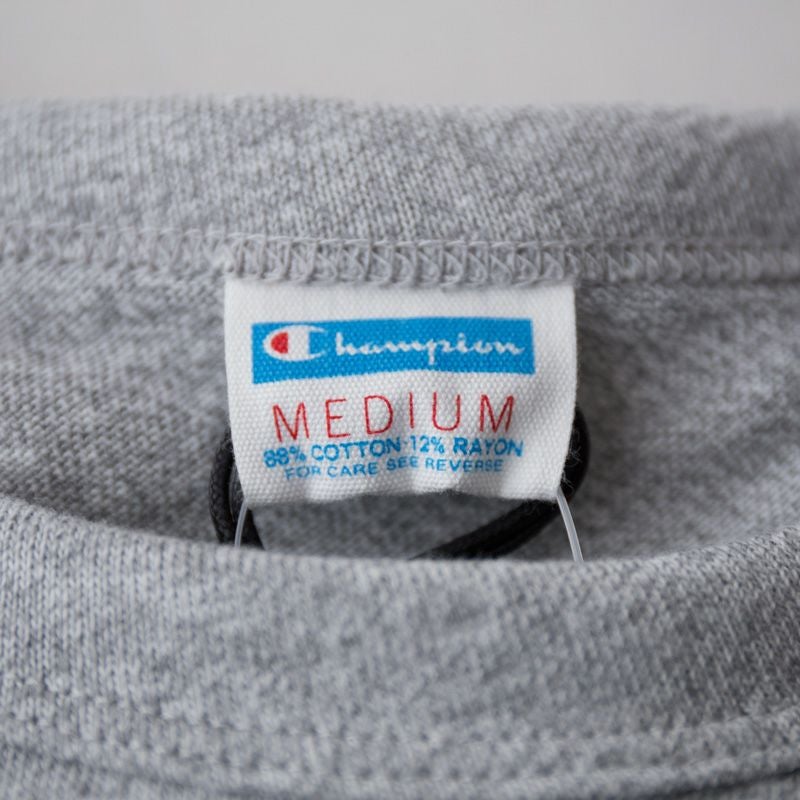 Champion
MEDIUM
88% COTTON-12% RAYON
FOR CARE SEE REVERSE